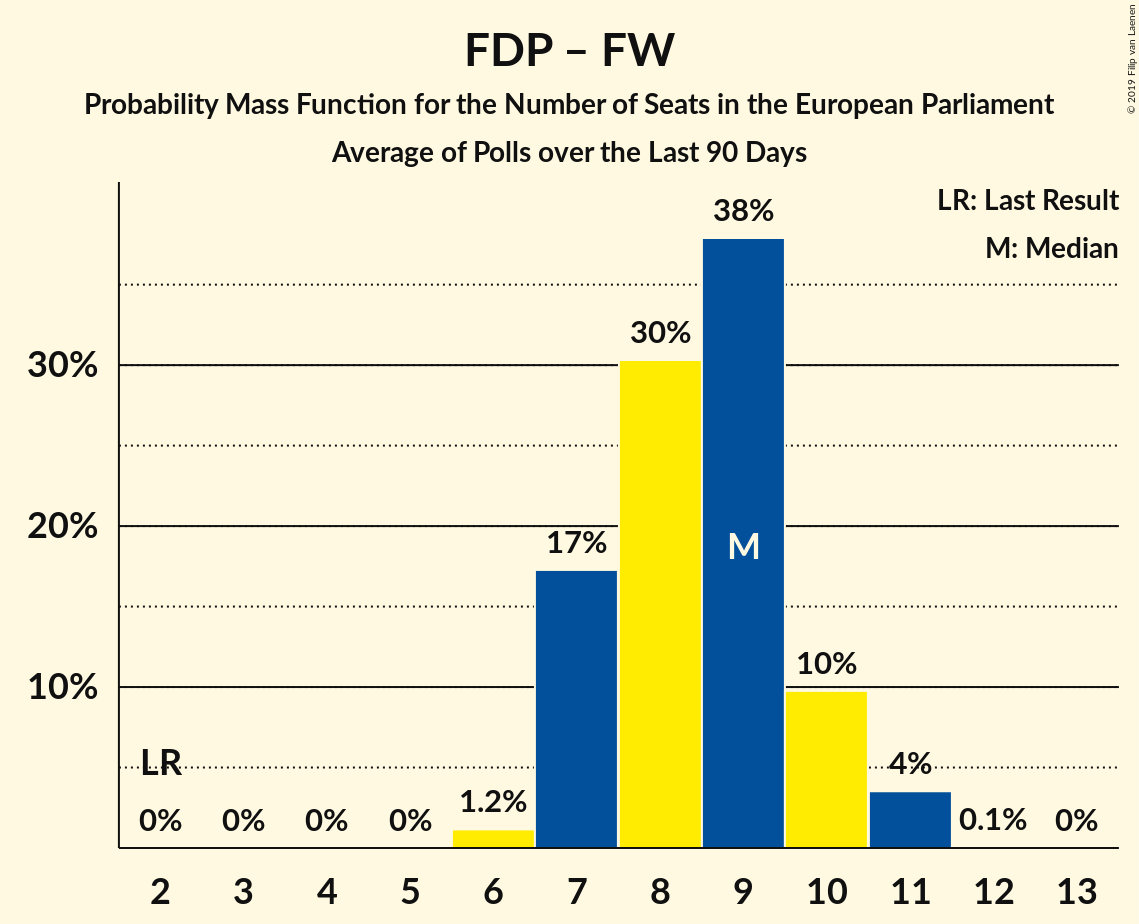 FDP – FW
Probability Mass Function for the Number of Seats in the European Parliament
Average of Polls over the Last 90 Days
© 2019 Filip van Laenen
LR: Last Result
M: Median
38%
30%
30%
20%
17%
M
10%
10%
LR
4%
1.2%
0% 0% 0% 0% 0.1% 0%
2 3 4 5 6 7 8 9 10 11 12 13